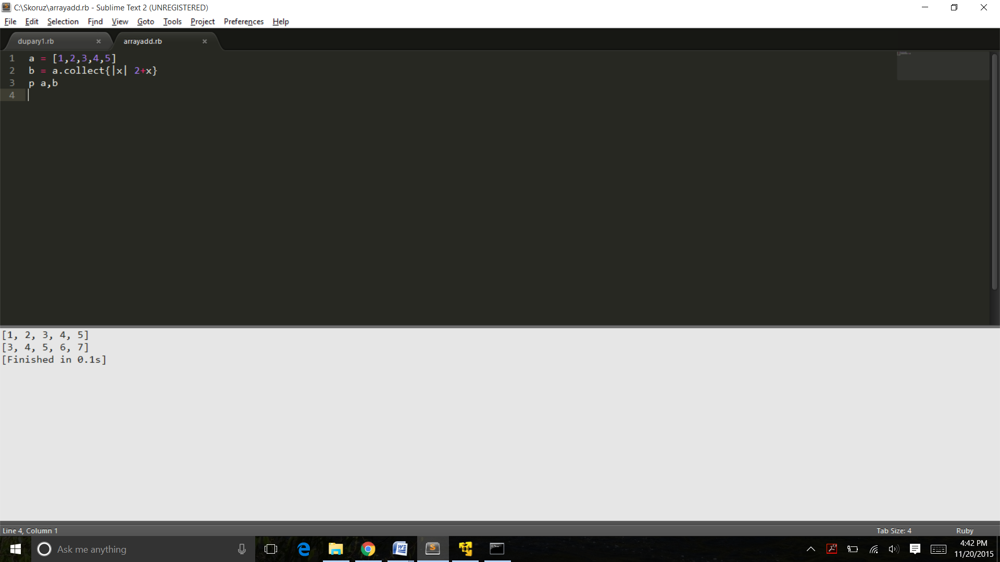 C:\Skoruz\arrayadd.rb - Sublime Text 2 (UNREGISTERED)
File Edit Selection Find View Goto Tools Project Preferences Help
dupary1.rb × arrayadd.rb ×
1 a = [1,2,3,4,5]
2 b = a.collect{|x| 2+x}
3 p a,b
4
[1, 2, 3, 4, 5]
[3, 4, 5, 6, 7]
[Finished in 0.1s]
Line 4, Column 1 Tab Size: 4 Ruby
Ask me anything
4:42 PM
11/20/2015